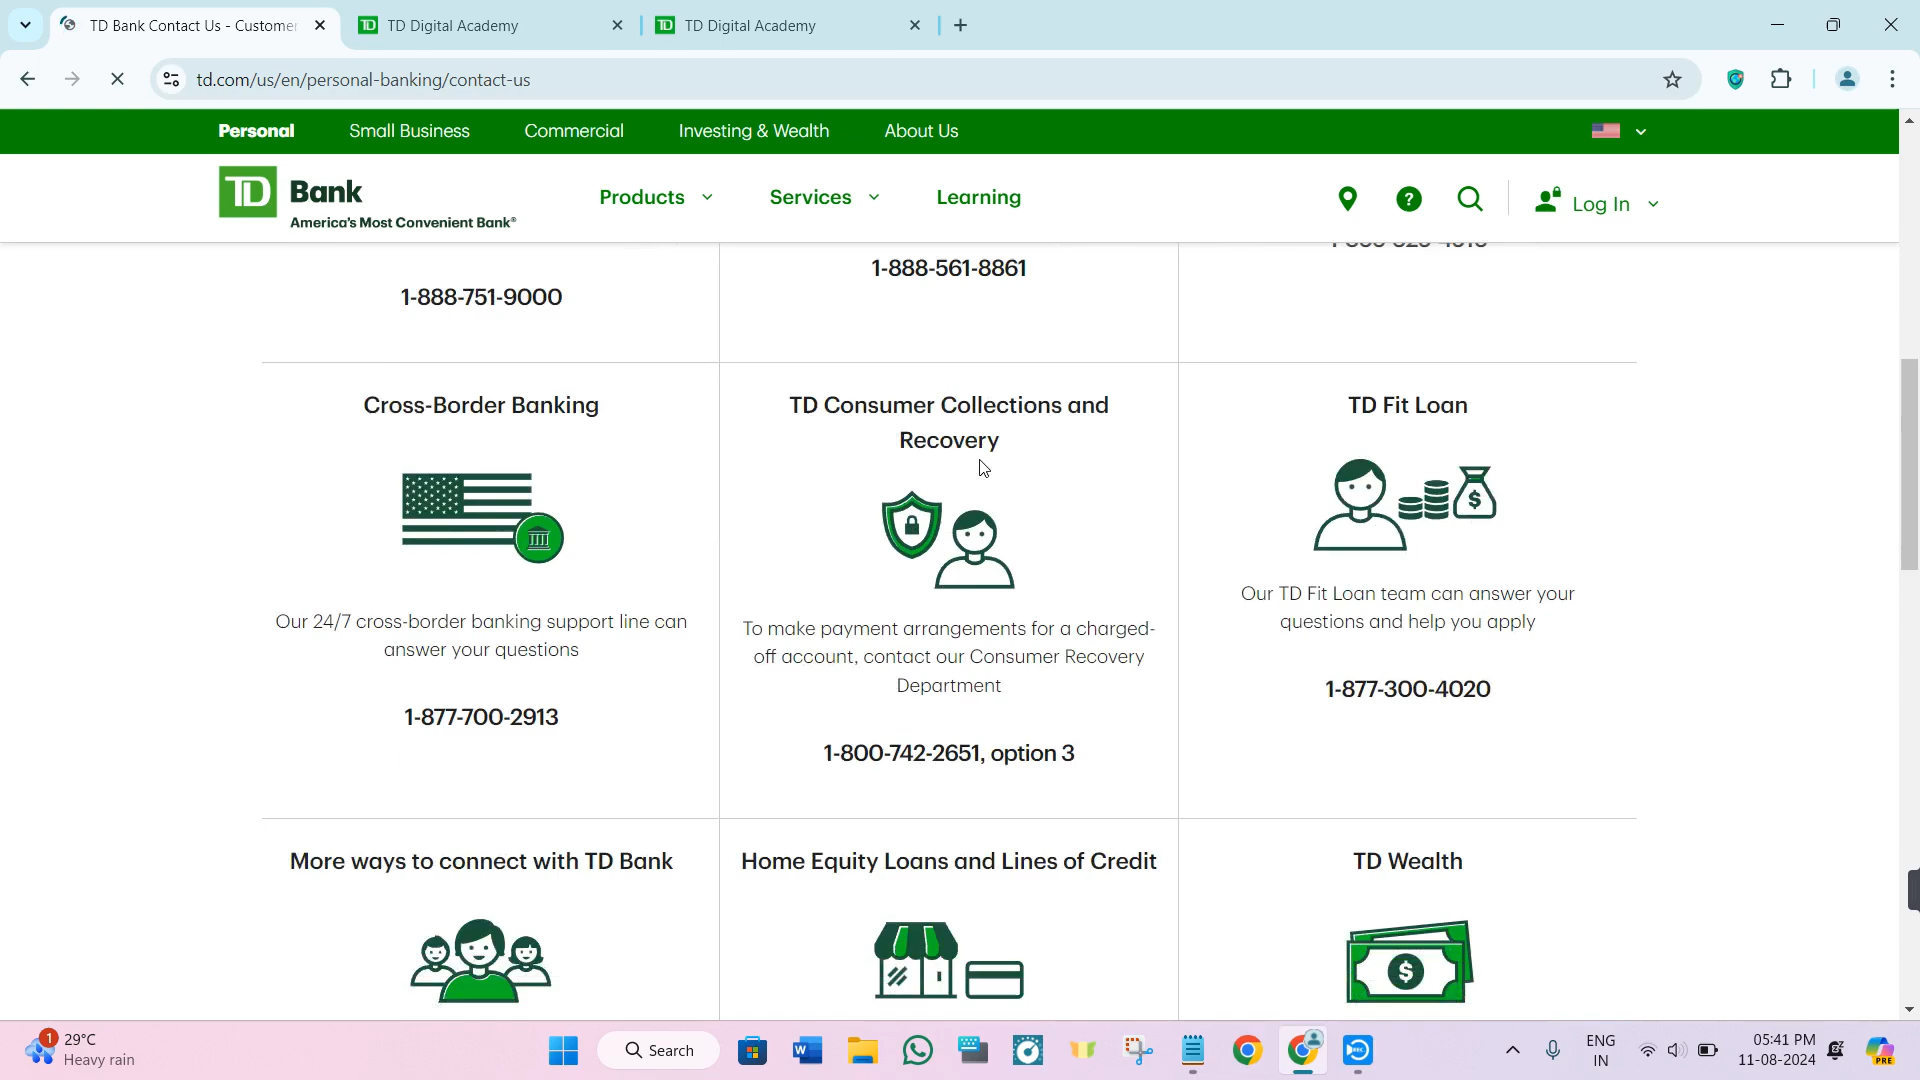 TD Bank Contact Us - Custome
TD Digital Academy
TD Digital Academy
td.com/us/en/personal-banking/contact-us
Personal
Small Business
Commercial
Investing & Wealth
About Us
TD Bank
America's Most Convenient Bank®
Products
Services
Learning
?
Log In
1-888-751-9000
1-888-561-8861
Cross-Border Banking
Our 24/7 cross-border banking support line can
answer your questions
1-877-700-2913
TD Consumer Collections and
Recovery
To make payment arrangements for a charged-
off account, contact our Consumer Recovery
Department
1-800-742-2651, option 3
TD Fit Loan
$
Our TD Fit Loan team can answer your
questions and help you apply
1-877-300-4020
More ways to connect with TD Bank
Home Equity Loans and Lines of Credit
TD Wealth
$
1
29°C
Heavy rain
Search
ENG
IN
05:41 PM
11-08-2024
PRE